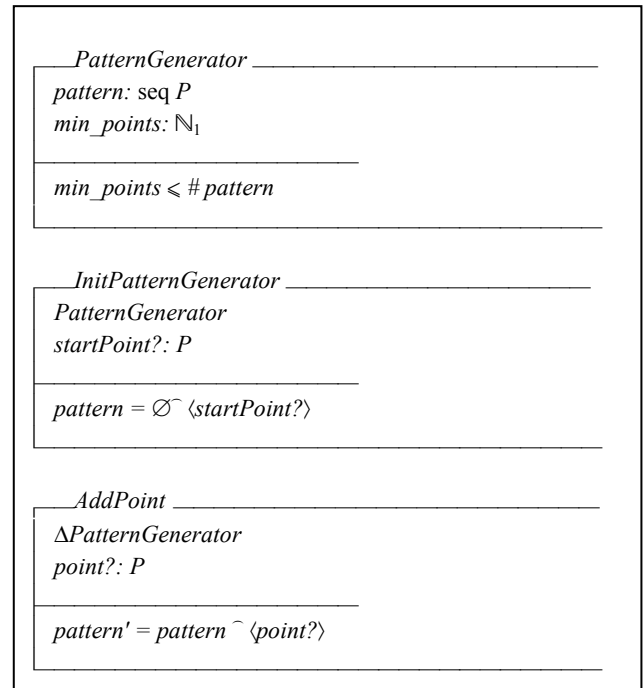 PatternGenerator
pattern: seq P
min_points: ℕ₁
min_points ⩽ # pattern
InitPatternGenerator
PatternGenerator
startPoint?: P
pattern = ∅⁀ ⟨startPoint?⟩
AddPoint
ΔPatternGenerator
point?: P
pattern' = pattern ⁀ ⟨point?⟩